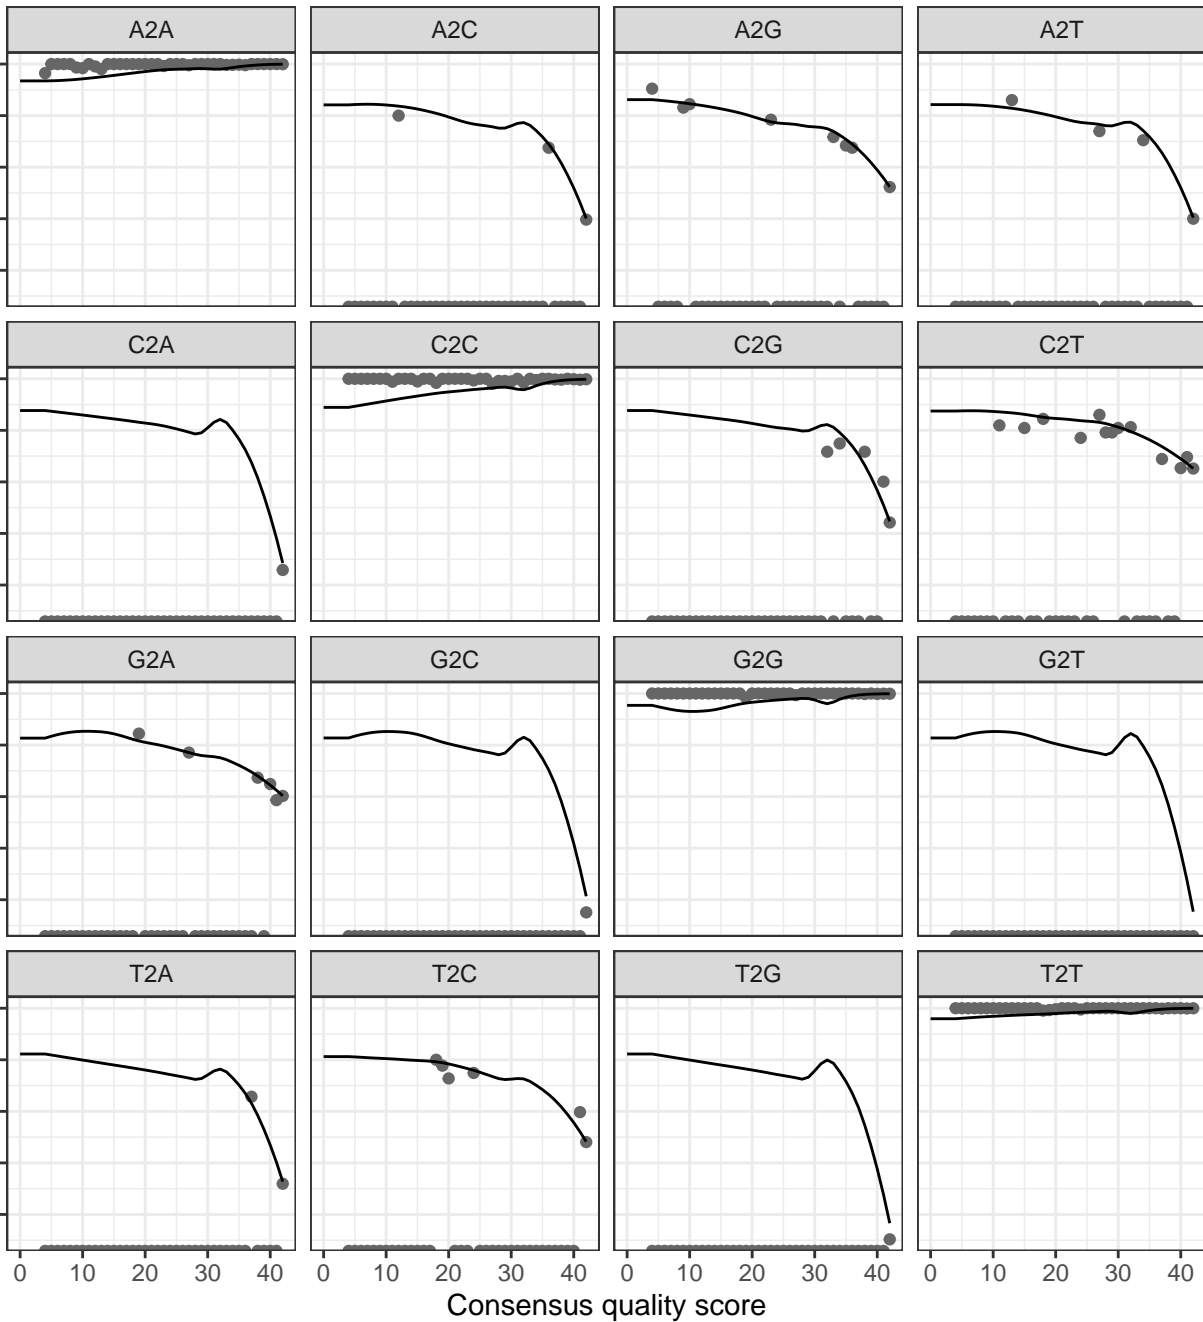 A2A A2C A2G A2T
C2A C2C C2G C2T
G2A G2C G2G G2T
T2A T2C T2G T2T
0 10 20 30 40 0 10 20 30 40 0 10 20 30 40 0 10 20 30 40
Consensus quality score